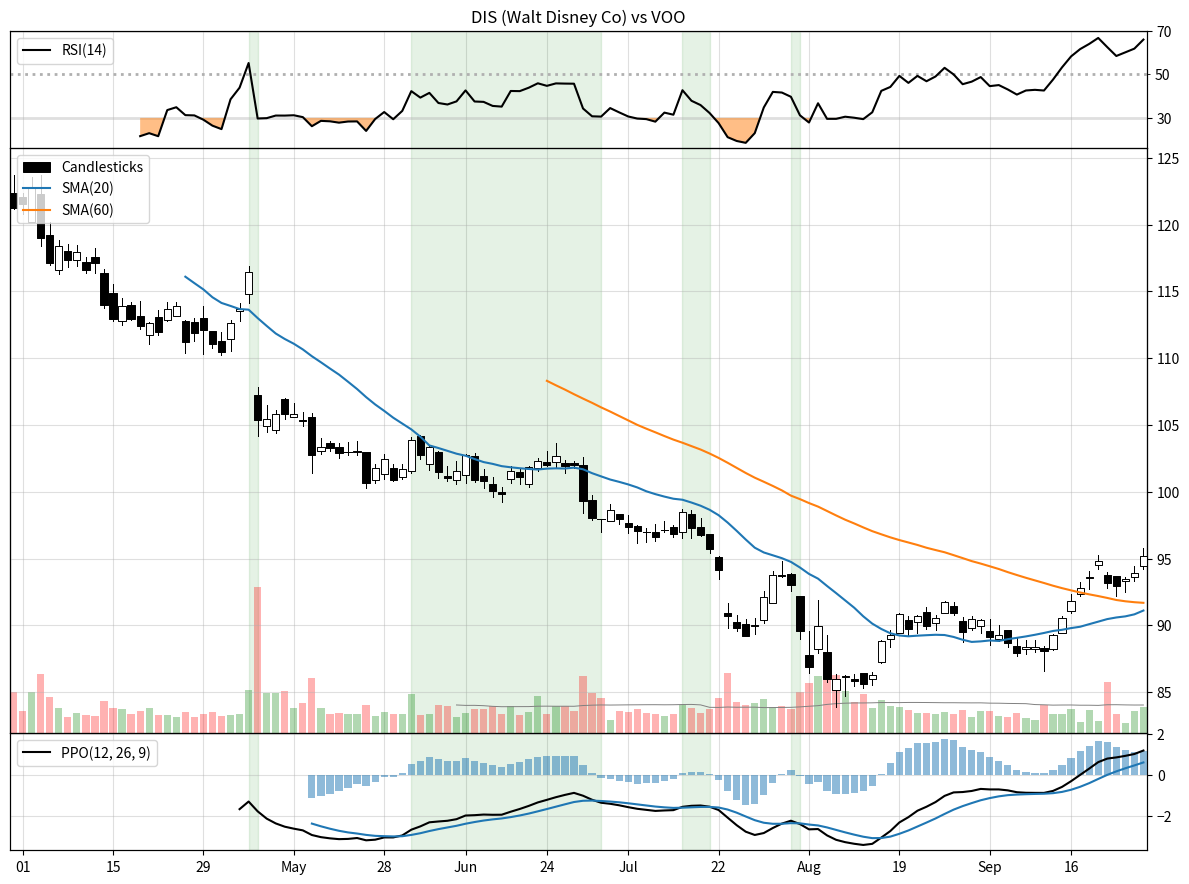 DIS (Walt Disney Co) vs VOO
RSI(14)
70
50
30
Candlesticks
SMA(20)
SMA(60)
125
120
115
110
105
100
95
90
85
PPO(12, 26, 9)
2
0
−2
01 15 29 May 28 Jun 24 Jul 22 Aug 19 Sep 16